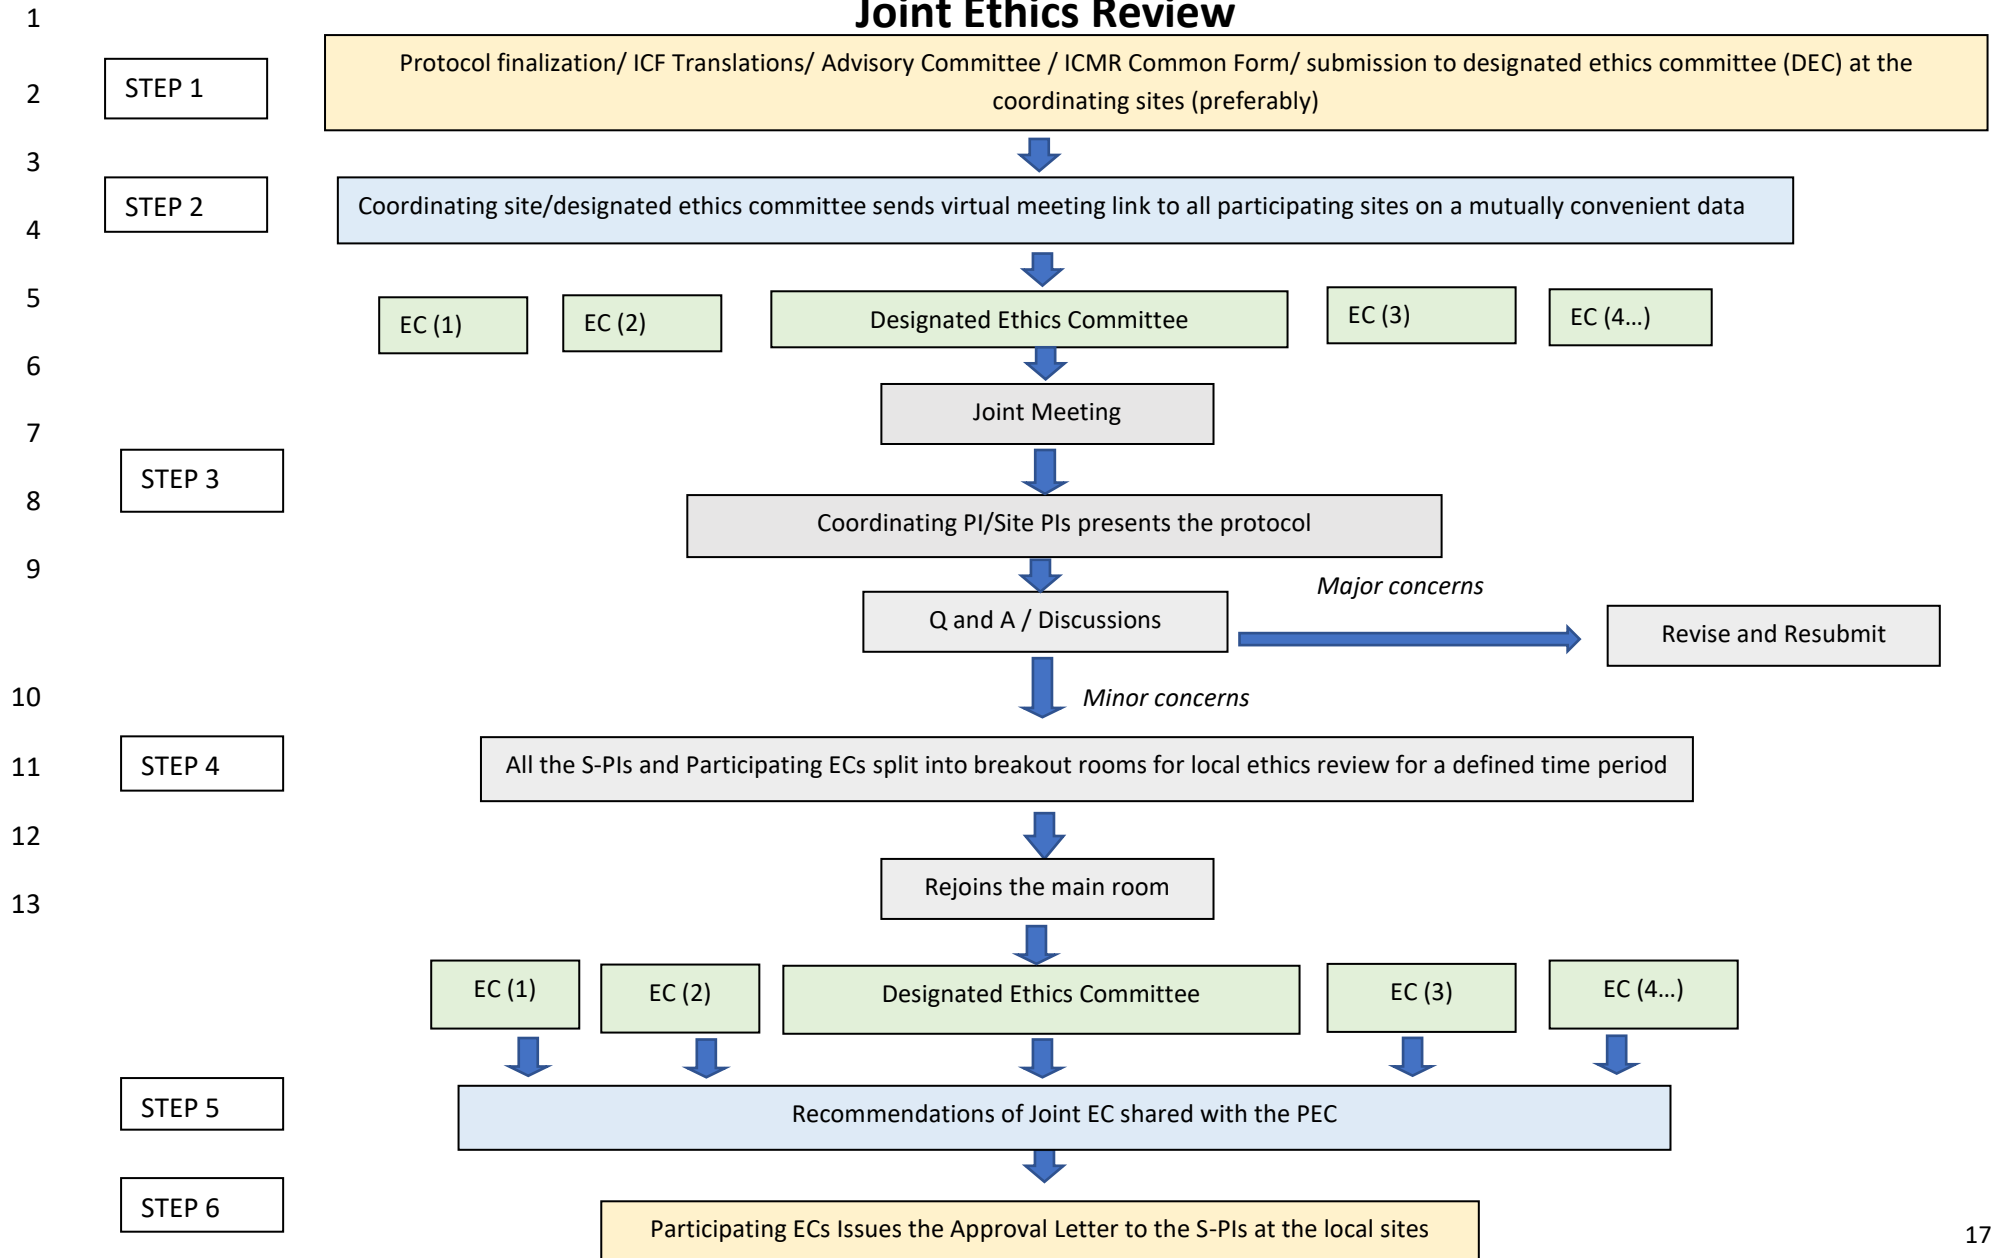 Joint Ethics Review
1
Protocol finalization/ ICF Translations/ Advisory Committee / ICMR Common Form/ submission to designated ethics committee (DEC) at the
STEP 1
2
coordinating sites (preferably)
3
STEP 2
Coordinating site/designated ethics committee sends virtual meeting link to all participating sites on a mutually convenient data
4
5
EC (1)
EC (2)
Designated Ethics Committee
EC (3)
EC (4…)
6
Joint Meeting
7
STEP 3
8
Coordinating PI/Site PIs presents the protocol
9
Major concerns
Q and A / Discussions
Revise and Resubmit
10
Minor concerns
11
STEP 4
All the S-PIs and Participating ECs split into breakout rooms for local ethics review for a defined time period
12
Rejoins the main room
13
EC (1)
EC (2)
Designated Ethics Committee
EC (3)
EC (4…)
STEP 5
Recommendations of Joint EC shared with the PEC
STEP 6
Participating ECs Issues the Approval Letter to the S-PIs at the local sites
17